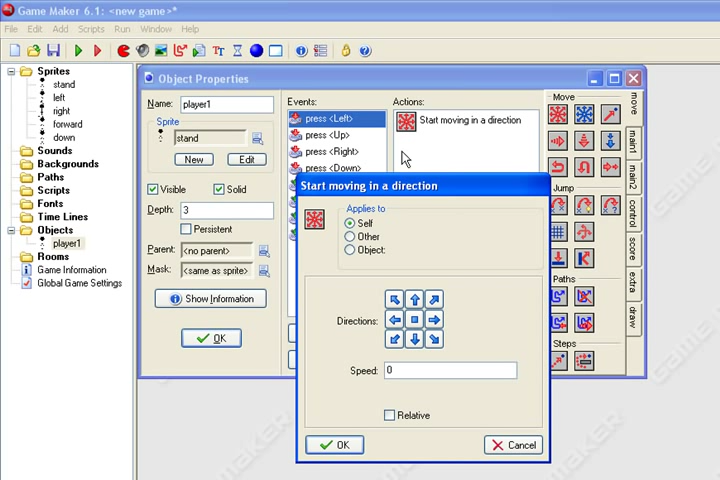 Game Maker 6.1: <new game>*
File Edit Add Scripts Run Window Help
Sprites
stand
left
right
forward
down
Sounds
Backgrounds
Paths
Scripts
Fonts
Time Lines
Objects
player1
Rooms
Game Information
Global Game Settings
Object Properties
Name: player1
Sprite
stand
New Edit
Visible Solid
Depth: 3
Persistent
Parent: <no parent>
Mask: <same as sprite>
Show Information
OK
Events:
press <Left>
press <Up>
press <Right>
press <Down>
Actions:
Start moving in a direction
Move
Jump
Paths
Steps
move
main1
main2
control
score
extra
draw
Start moving in a direction
Applies to
Self
Other
Object:
Directions:
Speed: 0
Relative
OK Cancel